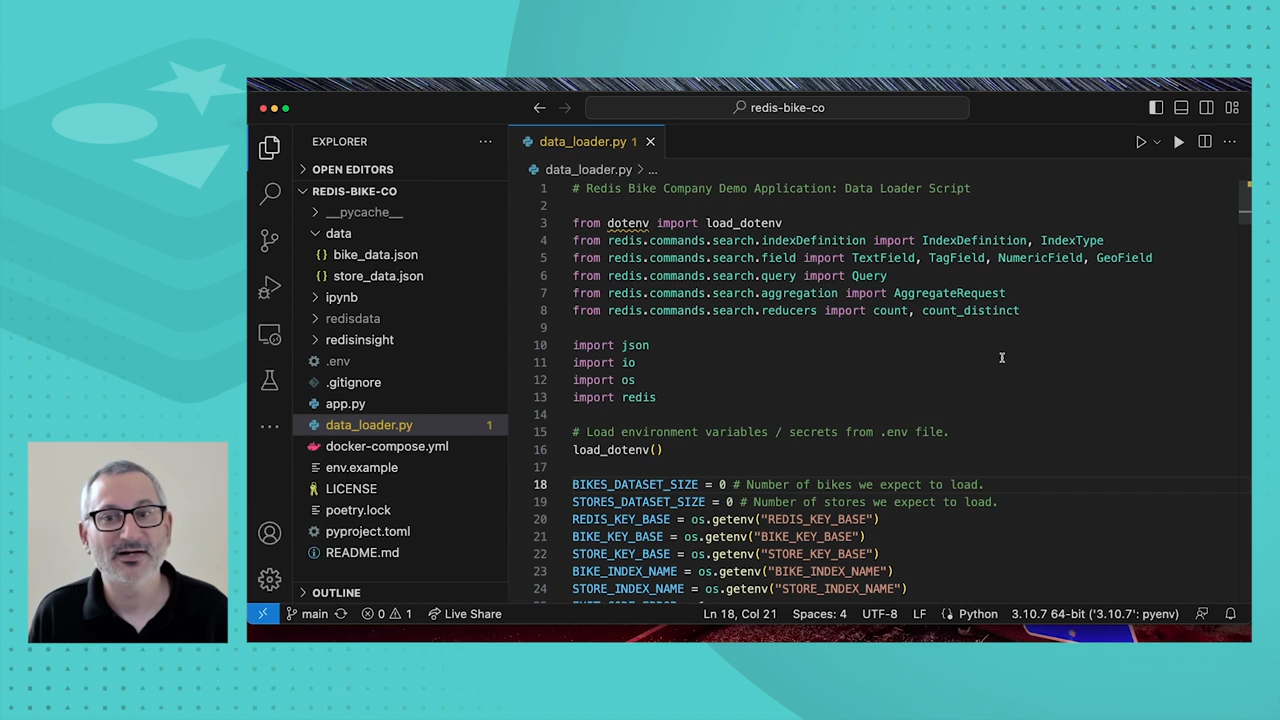 redis-bike-co
EXPLORER
OPEN EDITORS
REDIS-BIKE-CO
__pycache__
data
bike_data.json
store_data.json
ipynb
redisdata
redisinsight
.env
.gitignore
app.py
data_loader.py 1
docker-compose.yml
env.example
LICENSE
poetry.lock
pyproject.toml
README.md
OUTLINE
data_loader.py 1
data_loader.py > ...
1 # Redis Bike Company Demo Application: Data Loader Script
2
3 from dotenv import load_dotenv
4 from redis.commands.search.indexDefinition import IndexDefinition, IndexType
5 from redis.commands.search.field import TextField, TagField, NumericField, GeoField
6 from redis.commands.search.query import Query
7 from redis.commands.search.aggregation import AggregateRequest
8 from redis.commands.search.reducers import count, count_distinct
9
10 import json
11 import io
12 import os
13 import redis
14
15 # Load environment variables / secrets from .env file.
16 load_dotenv()
17
18 BIKES_DATASET_SIZE = 0 # Number of bikes we expect to load.
19 STORES_DATASET_SIZE = 0 # Number of stores we expect to load.
20 REDIS_KEY_BASE = os.getenv("REDIS_KEY_BASE")
21 BIKE_KEY_BASE = os.getenv("BIKE_KEY_BASE")
22 STORE_KEY_BASE = os.getenv("STORE_KEY_BASE")
23 BIKE_INDEX_NAME = os.getenv("BIKE_INDEX_NAME")
24 STORE_INDEX_NAME = os.getenv("STORE_INDEX_NAME")
main 0 1 Live Share Ln 18, Col 21 Spaces: 4 UTF-8 LF Python 3.10.7 64-bit ('3.10.7': pyenv)